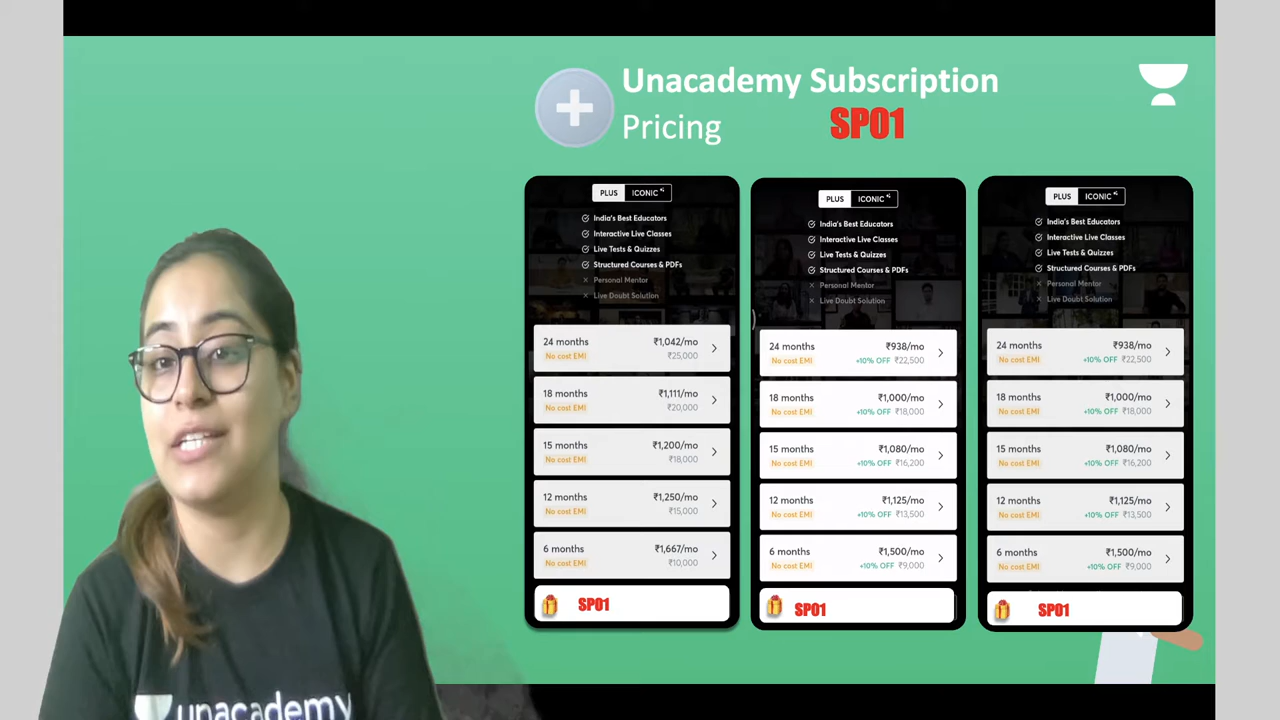 Unacademy Subscription
Pricing
SP01
PLUS ICONIC
India's Best Educators
Interactive Live Classes
Live Tests & Quizzes
Structured Courses & PDFs
Personal Mentor
Live Doubt Solution
24 months ₹1,042/mo
No cost EMI ₹25,000
18 months ₹1,111/mo
No cost EMI ₹20,000
15 months ₹1,200/mo
No cost EMI ₹18,000
12 months ₹1,250/mo
No cost EMI ₹15,000
6 months ₹1,667/mo
No cost EMI ₹10,000
SP01
PLUS ICONIC
India's Best Educators
Interactive Live Classes
Live Tests & Quizzes
Structured Courses & PDFs
Personal Mentor
Live Doubt Solution
24 months ₹938/mo
No cost EMI +10% OFF ₹22,500
18 months ₹1,000/mo
No cost EMI +10% OFF ₹18,000
15 months ₹1,080/mo
No cost EMI +10% OFF ₹16,200
12 months ₹1,125/mo
No cost EMI +10% OFF ₹13,500
6 months ₹1,500/mo
No cost EMI +10% OFF ₹9,000
SP01
PLUS ICONIC
India's Best Educators
Interactive Live Classes
Live Tests & Quizzes
Structured Courses & PDFs
Personal Mentor
Live Doubt Solution
24 months ₹938/mo
No cost EMI +10% OFF ₹22,500
18 months ₹1,000/mo
No cost EMI +10% OFF ₹18,000
15 months ₹1,080/mo
No cost EMI +10% OFF ₹16,200
12 months ₹1,125/mo
No cost EMI +10% OFF ₹13,500
6 months ₹1,500/mo
No cost EMI +10% OFF ₹9,000
SP01
unacademy